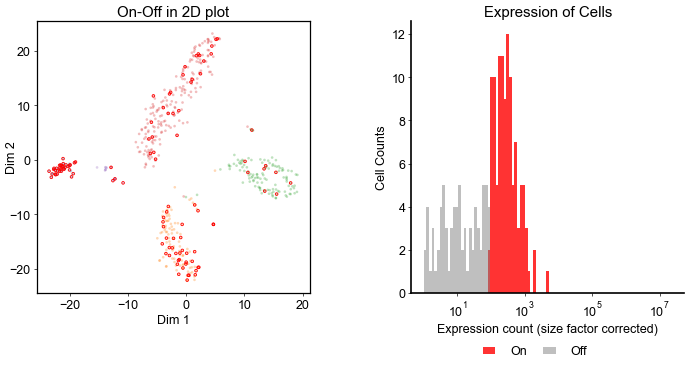 On-Off in 2D plot
Dim 2
20
10
0
−10
−20
−20 −10 0 10 20
Dim 1
Expression of Cells
Cell Counts
12
10
8
6
4
2
0
10^1 10^3 10^5 10^7
Expression count (size factor corrected)
On Off